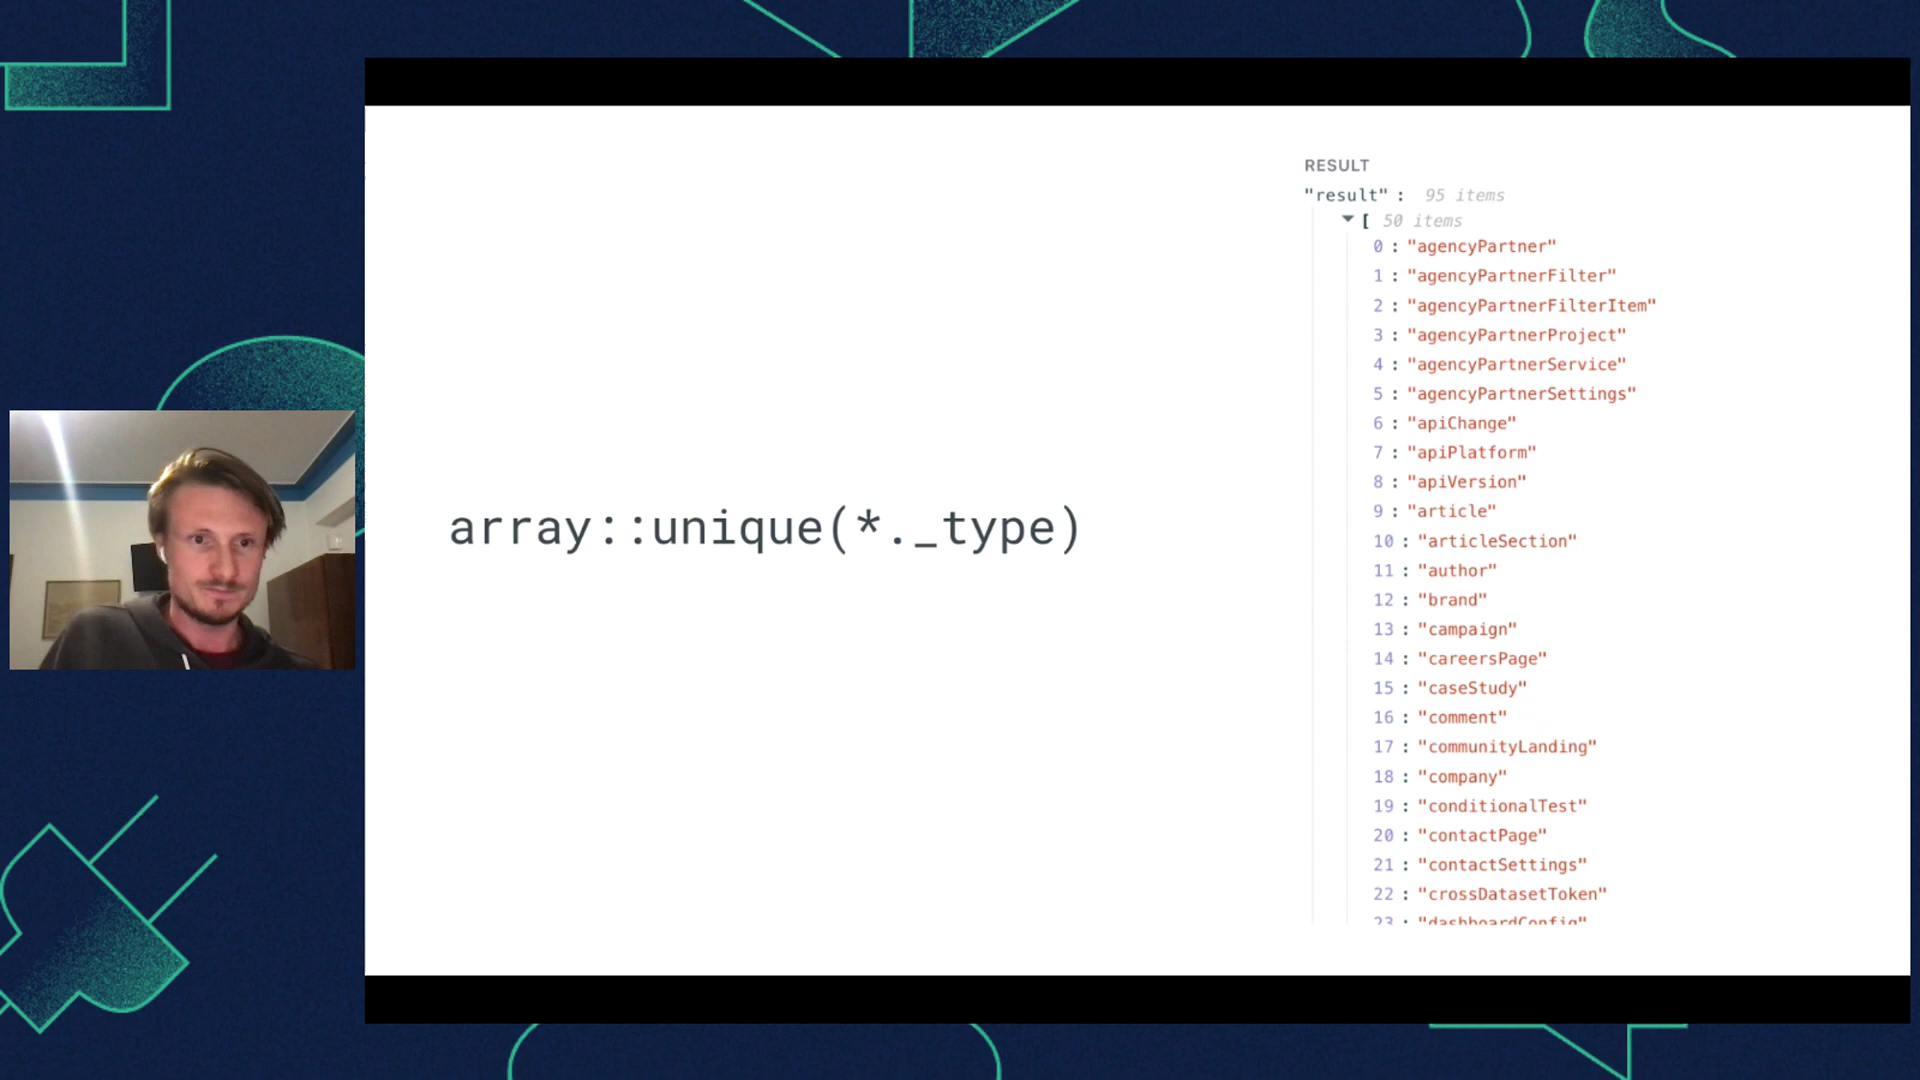 array::unique(*._type)
RESULT
"result" : 95 items
[ 50 items
0 : "agencyPartner"
1 : "agencyPartnerFilter"
2 : "agencyPartnerFilterItem"
3 : "agencyPartnerProject"
4 : "agencyPartnerService"
5 : "agencyPartnerSettings"
6 : "apiChange"
7 : "apiPlatform"
8 : "apiVersion"
9 : "article"
10 : "articleSection"
11 : "author"
12 : "brand"
13 : "campaign"
14 : "careersPage"
15 : "caseStudy"
16 : "comment"
17 : "communityLanding"
18 : "company"
19 : "conditionalTest"
20 : "contactPage"
21 : "contactSettings"
22 : "crossDatasetToken"
23 : "dashboardConfig"